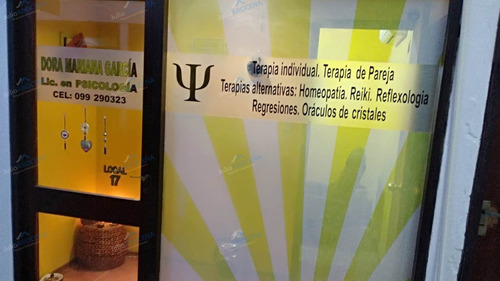 DORA MARIANA GARCÍA
Lic. en PSICOLOGÍA
CEL: 099 290323
LOCAL
17
Ψ
Terapia individual. Terapia de Pareja
Terapias alternativas: Homeopatía. Reiki. Reflexologia
Regresiones. Oráculos de cristales